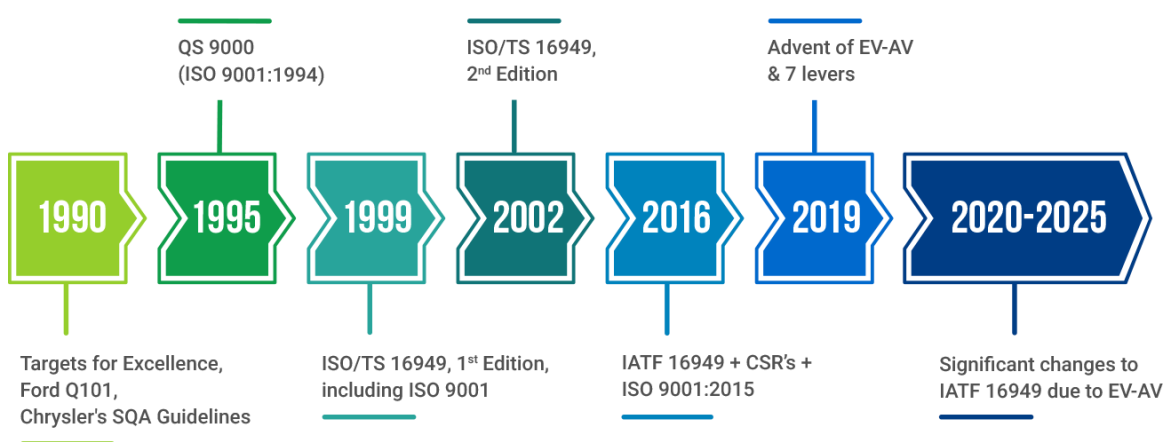 QS 9000
(ISO 9001:1994)
ISO/TS 16949,
2nd Edition
Advent of EV-AV
& 7 levers
1990
1995
1999
2002
2016
2019
2020-2025
Targets for Excellence,
Ford Q101,
Chrysler's SQA Guidelines
ISO/TS 16949, 1st Edition,
including ISO 9001
IATF 16949 + CSR's +
ISO 9001:2015
Significant changes to
IATF 16949 due to EV-AV